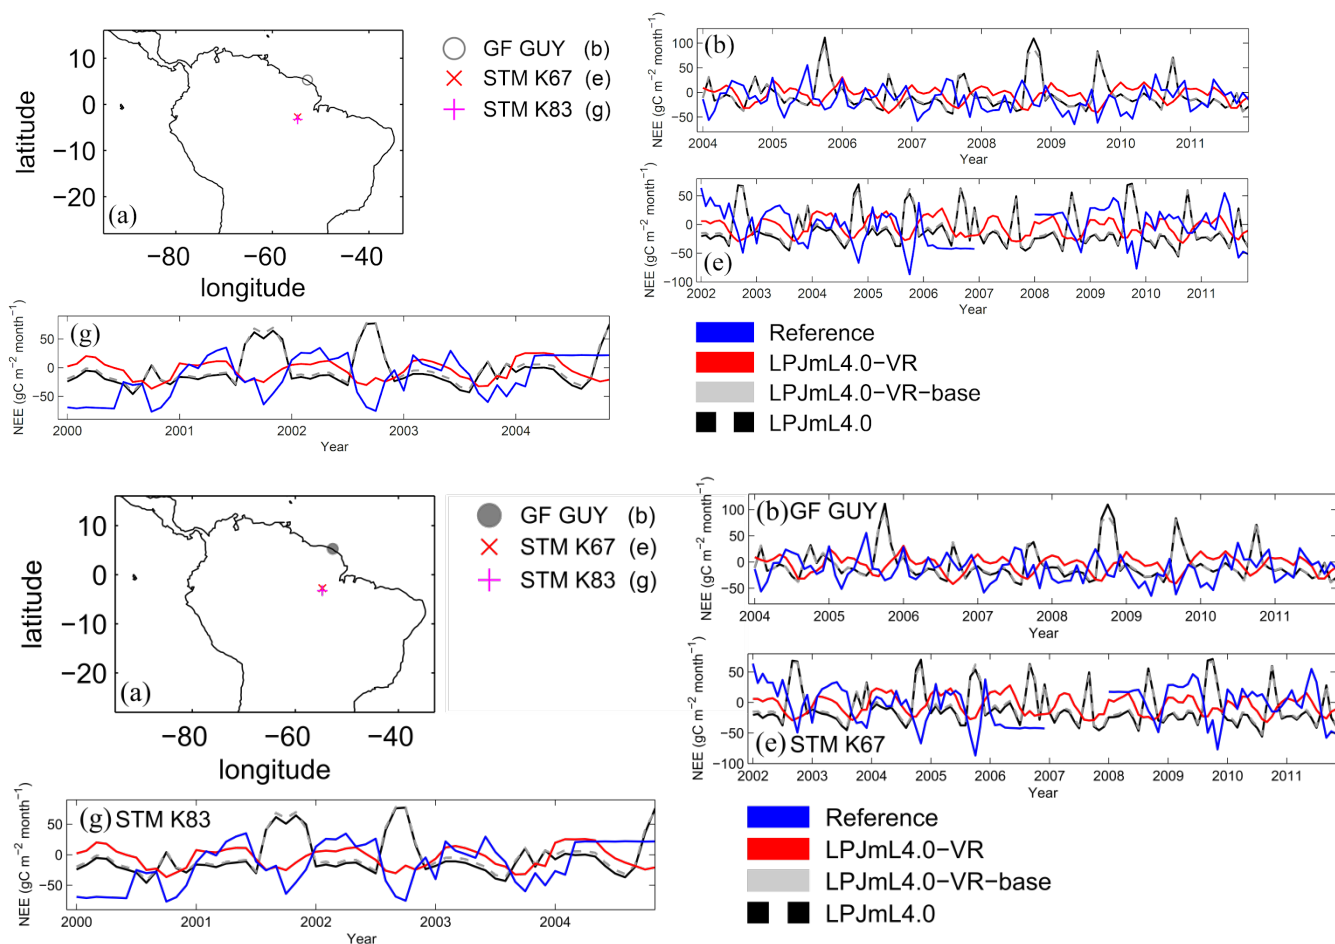 10
0
−10
−20
latitude
(a)
−80
−60
−40
longitude
GF GUY (b)
STM K67 (e)
STM K83 (g)
(b)
100
50
0
−50
NEE (gC m⁻² month⁻¹)
2004 2005 2006 2007 2008 2009 2010 2011
Year
(e)
50
0
−50
−100
NEE (gC m⁻² month⁻¹)
2002 2003 2004 2005 2006 2007 2008 2009 2010 2011
Year
(g)
50
0
−50
NEE (gC m⁻² month⁻¹)
2000 2001 2002 2003 2004
Year
Reference
LPJmL4.0−VR
LPJmL4.0−VR−base
LPJmL4.0
10
0
−10
−20
latitude
(a)
−80
−60
−40
longitude
GF GUY (b)
STM K67 (e)
STM K83 (g)
(b) GF GUY
100
50
0
−50
NEE (gC m⁻² month⁻¹)
2004 2005 2006 2007 2008 2009 2010 2011
Year
(e) STM K67
50
0
−50
−100
NEE (gC m⁻² month⁻¹)
2002 2003 2004 2005 2006 2007 2008 2009 2010 2011
Year
(g) STM K83
50
0
−50
NEE (gC m⁻² month⁻¹)
2000 2001 2002 2003 2004
Year
Reference
LPJmL4.0−VR
LPJmL4.0−VR−base
LPJmL4.0